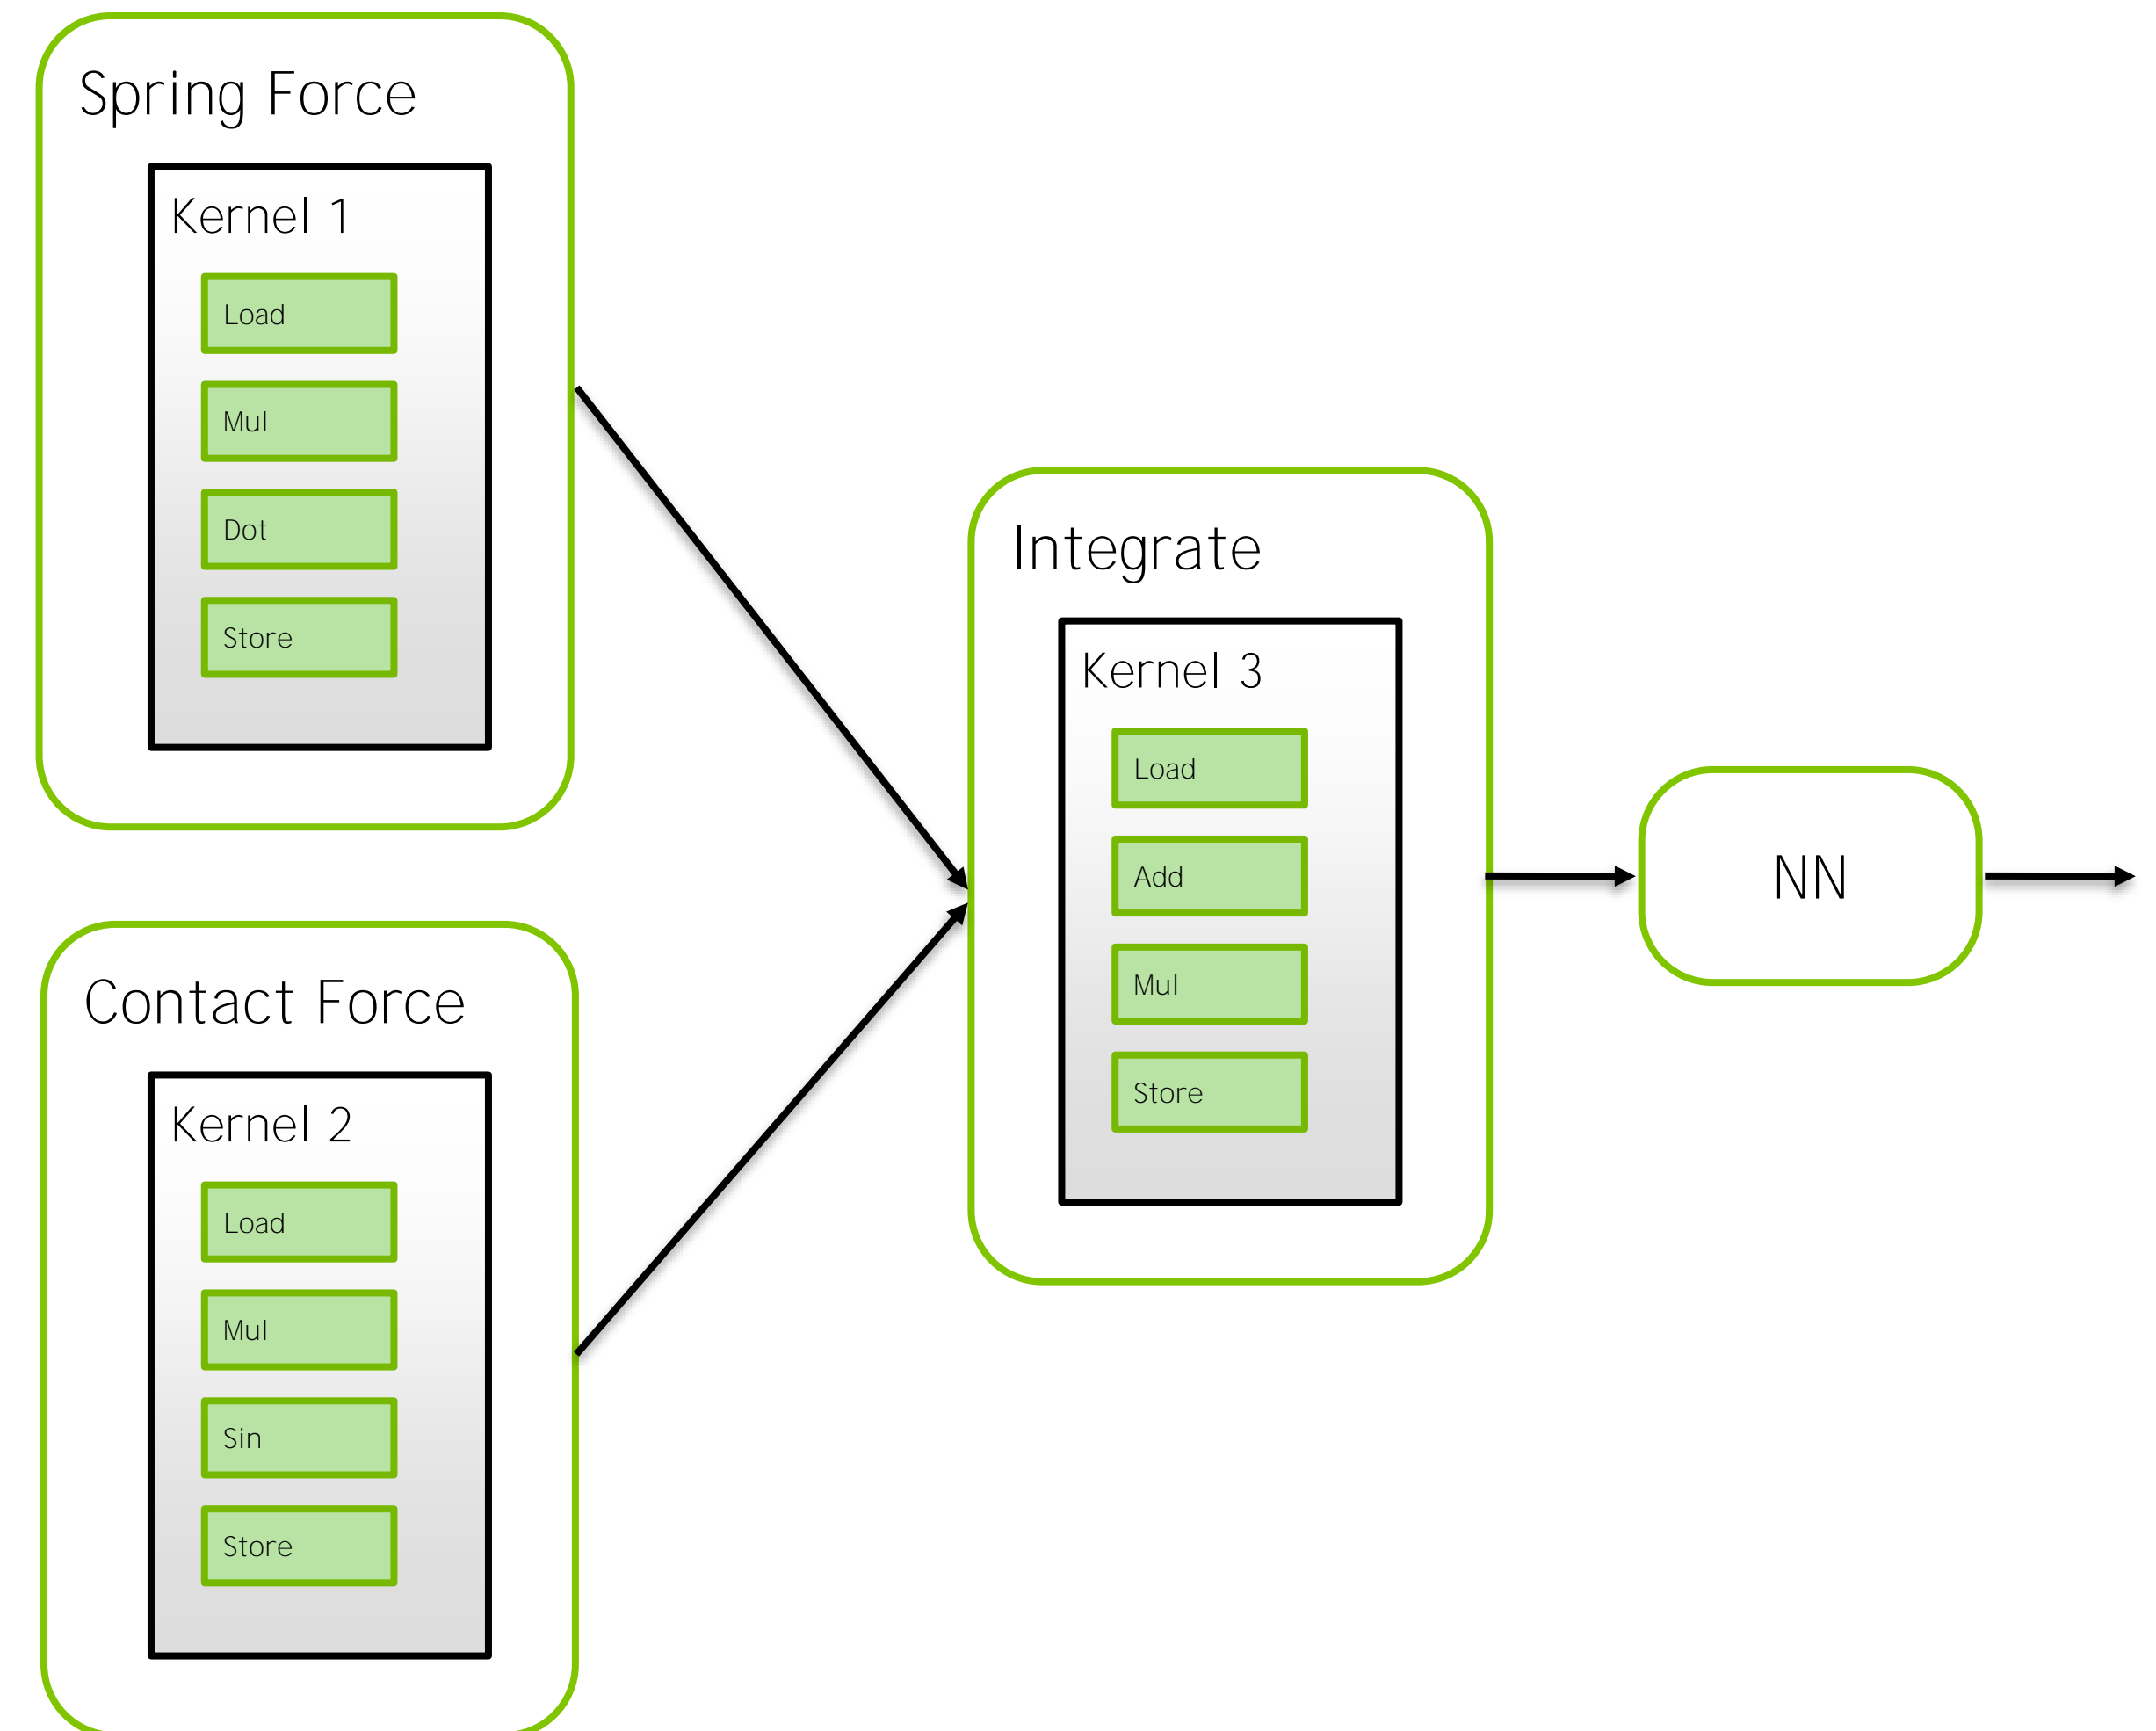 Spring Force
Kernel 1
Load
Mul
Dot
Store
Contact Force
Kernel 2
Load
Mul
Sin
Store
Integrate
Kernel 3
Load
Add
Mul
Store
NN